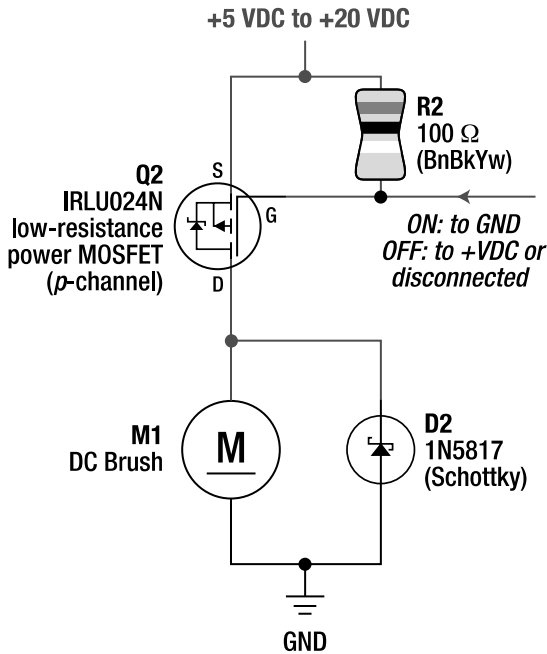 +5 VDC to +20 VDC
R2
100 Ω
(BnBkYw)
Q2
IRLU024N
low-resistance
power MOSFET
(p-channel)
S
G
D
ON: to GND
OFF: to +VDC or
disconnected
M1
DC Brush
M
D2
1N5817
(Schottky)
GND